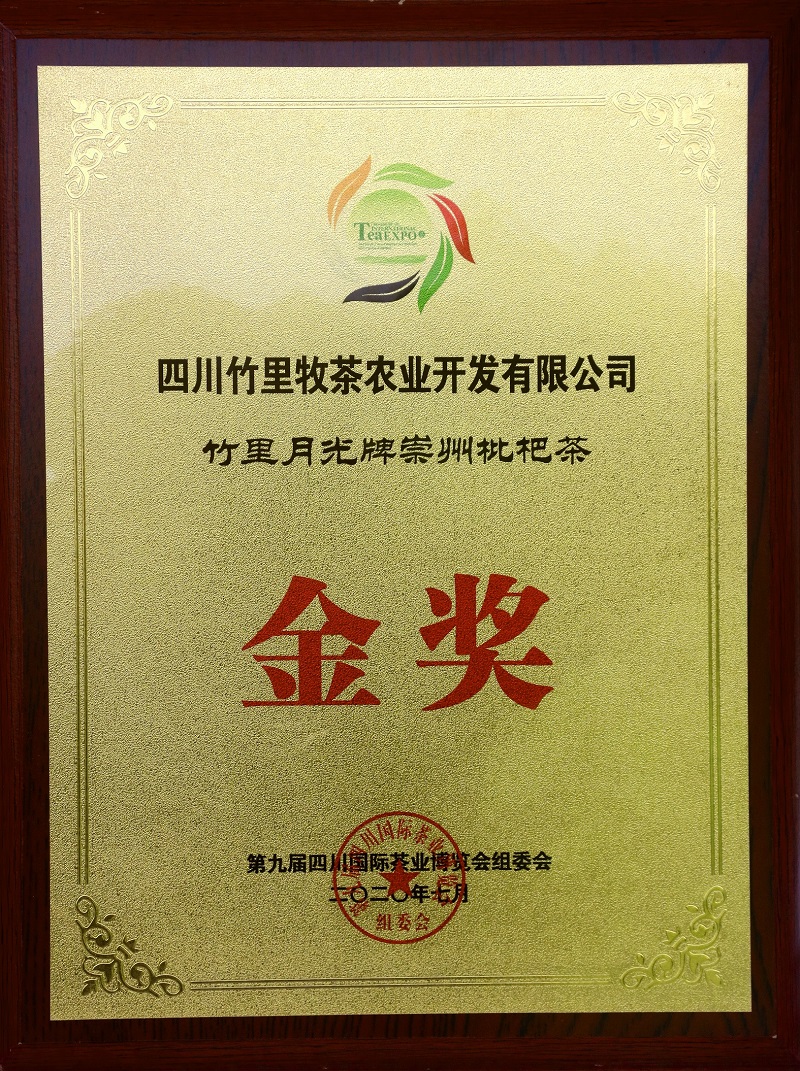 INTERNATIONAL
TeaEXPO
四川竹里牧茶农业开发有限公司
竹里月光牌崇州枇杷茶
金奖
第九届四川国际茶业博览会组委会
二〇二〇年七月
组委会